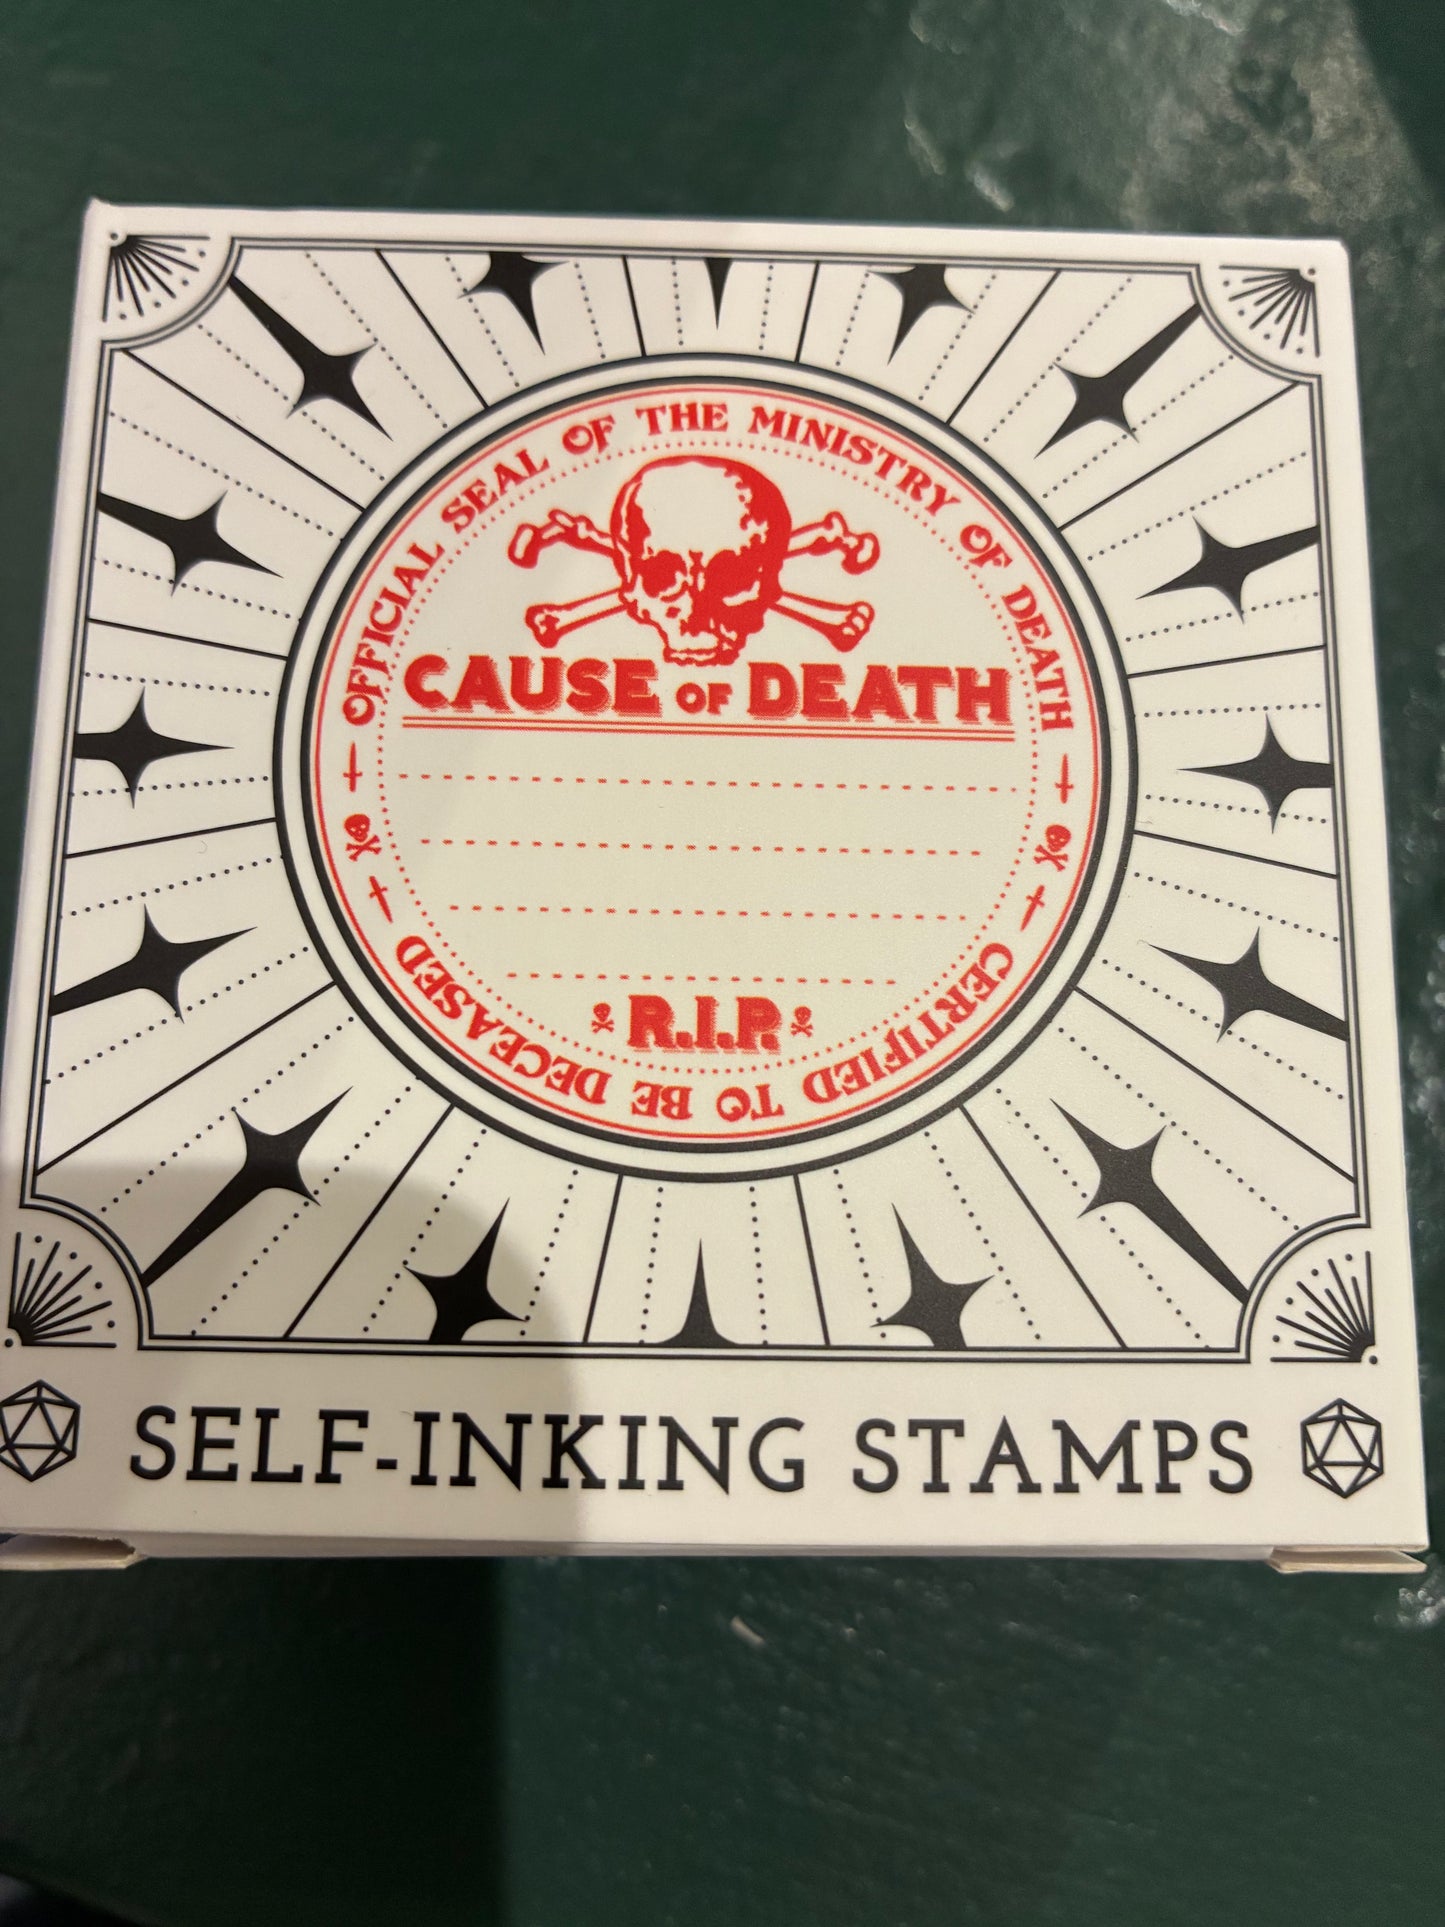 OFFICIAL SEAL OF THE MINISTRY OF DEATH
CAUSE OF DEATH
R.I.P.
CERTIFIED TO BE DECEASED
SELF-INKING STAMPS